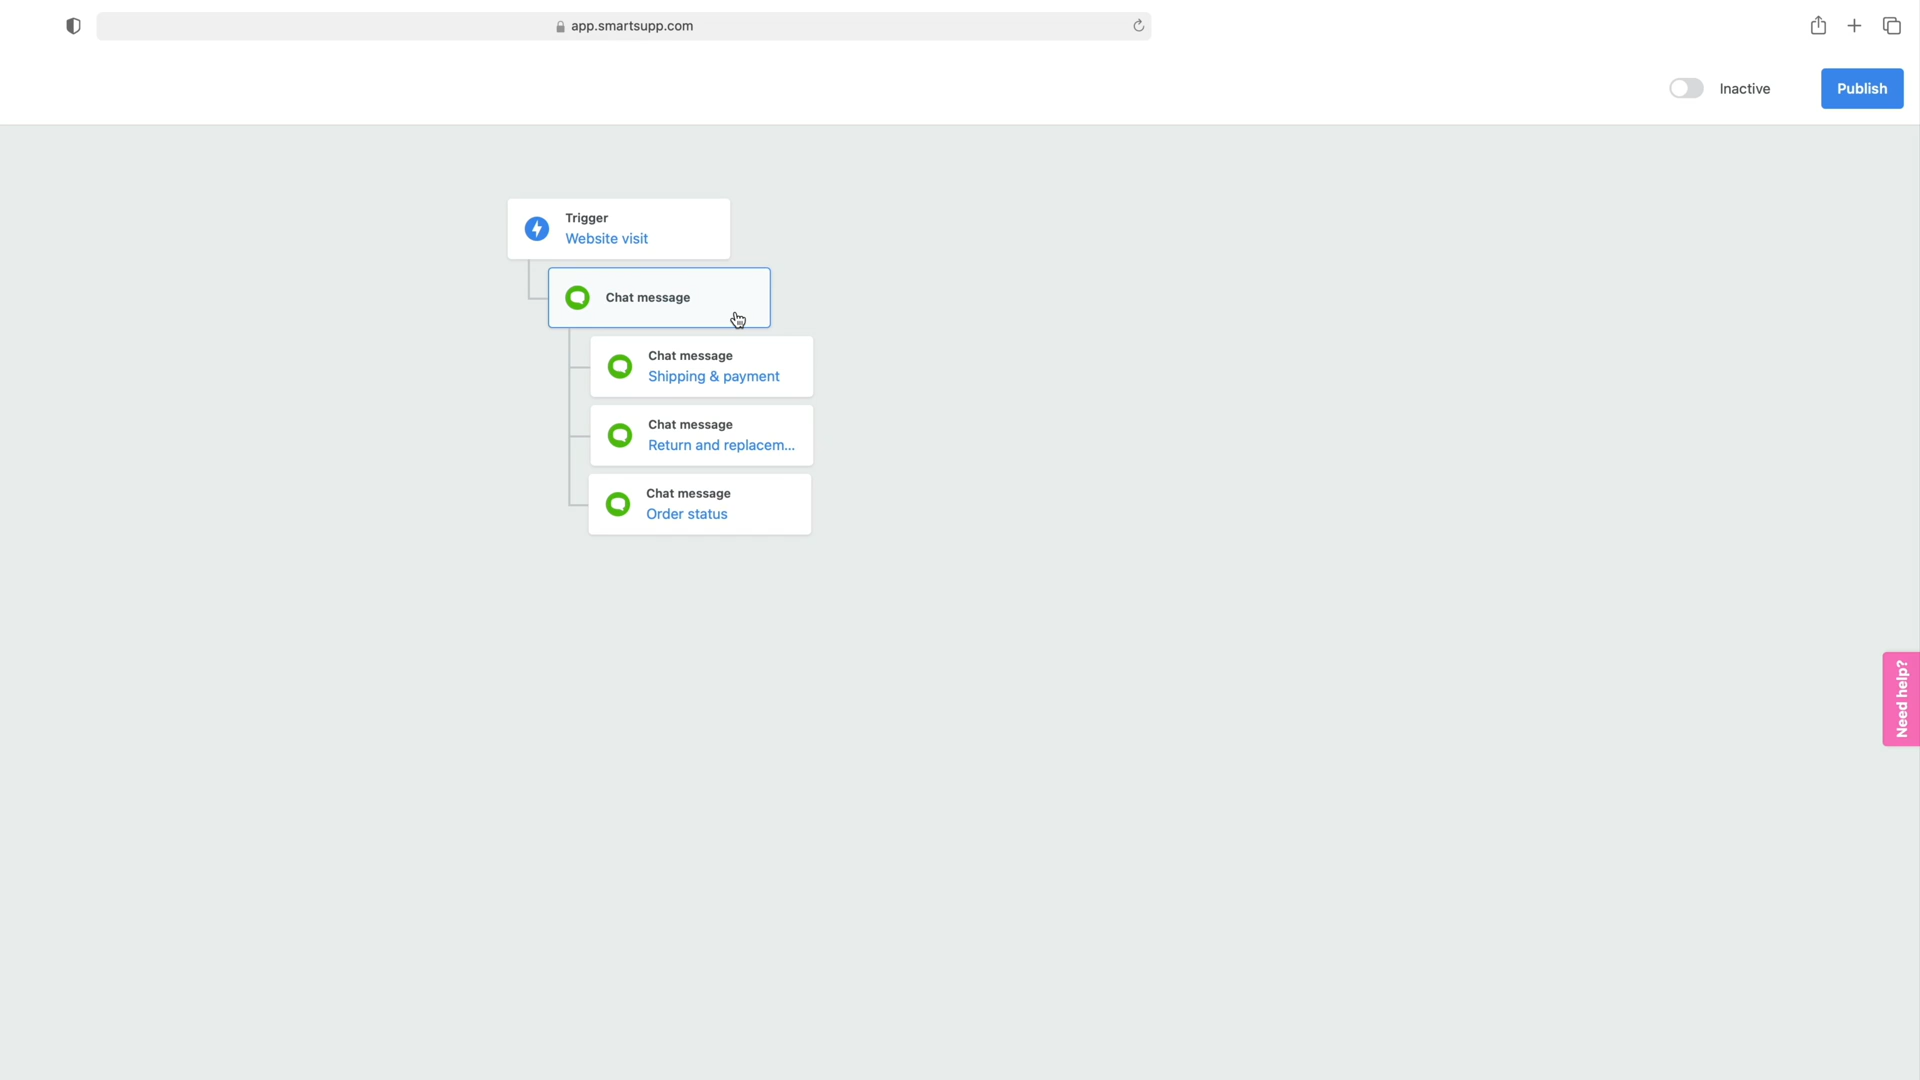 app.smartsupp.com
Inactive
Publish
Trigger
Website visit
Chat message
Chat message
Shipping & payment
Chat message
Return and replacem...
Chat message
Order status
Need help?